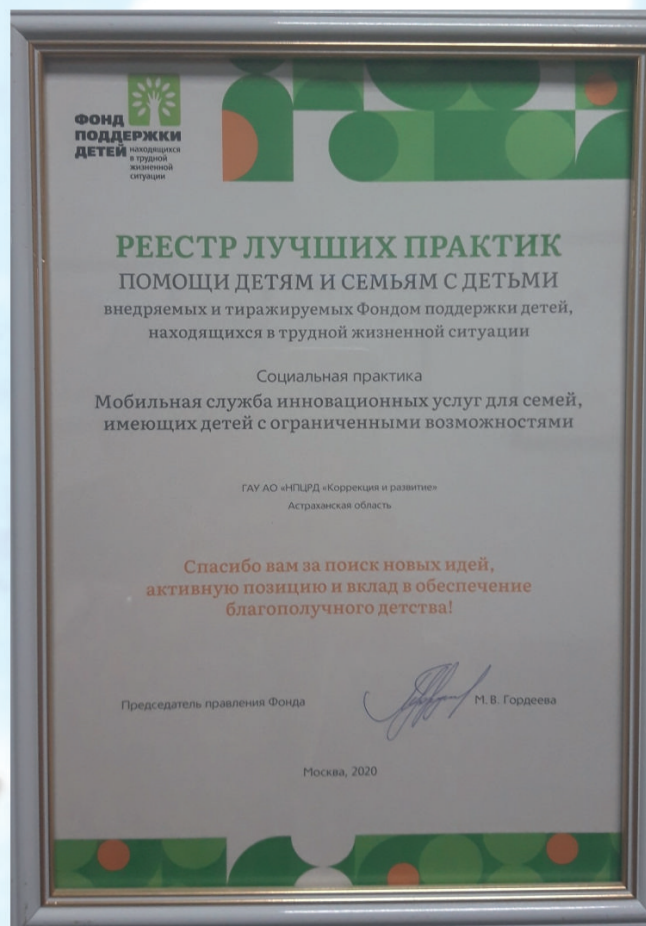 ФОНД
ПОДДЕРЖКИ
ДЕТЕЙ
находящихся
в трудной
жизненной
ситуации
РЕЕСТР ЛУЧШИХ ПРАКТИК
ПОМОЩИ ДЕТЯМ И СЕМЬЯМ С ДЕТЬМИ
внедряемых и тиражируемых Фондом поддержки детей,
находящихся в трудной жизненной ситуации
Социальная практика
Мобильная служба инновационных услуг для семей,
имеющих детей с ограниченными возможностями
ГАУ АО «НПЦРД «Коррекция и развитие»
Астраханская область
Спасибо вам за поиск новых идей,
активную позицию и вклад в обеспечение
благополучного детства!
Председатель правления Фонда
М. В. Гордеева
Москва, 2020